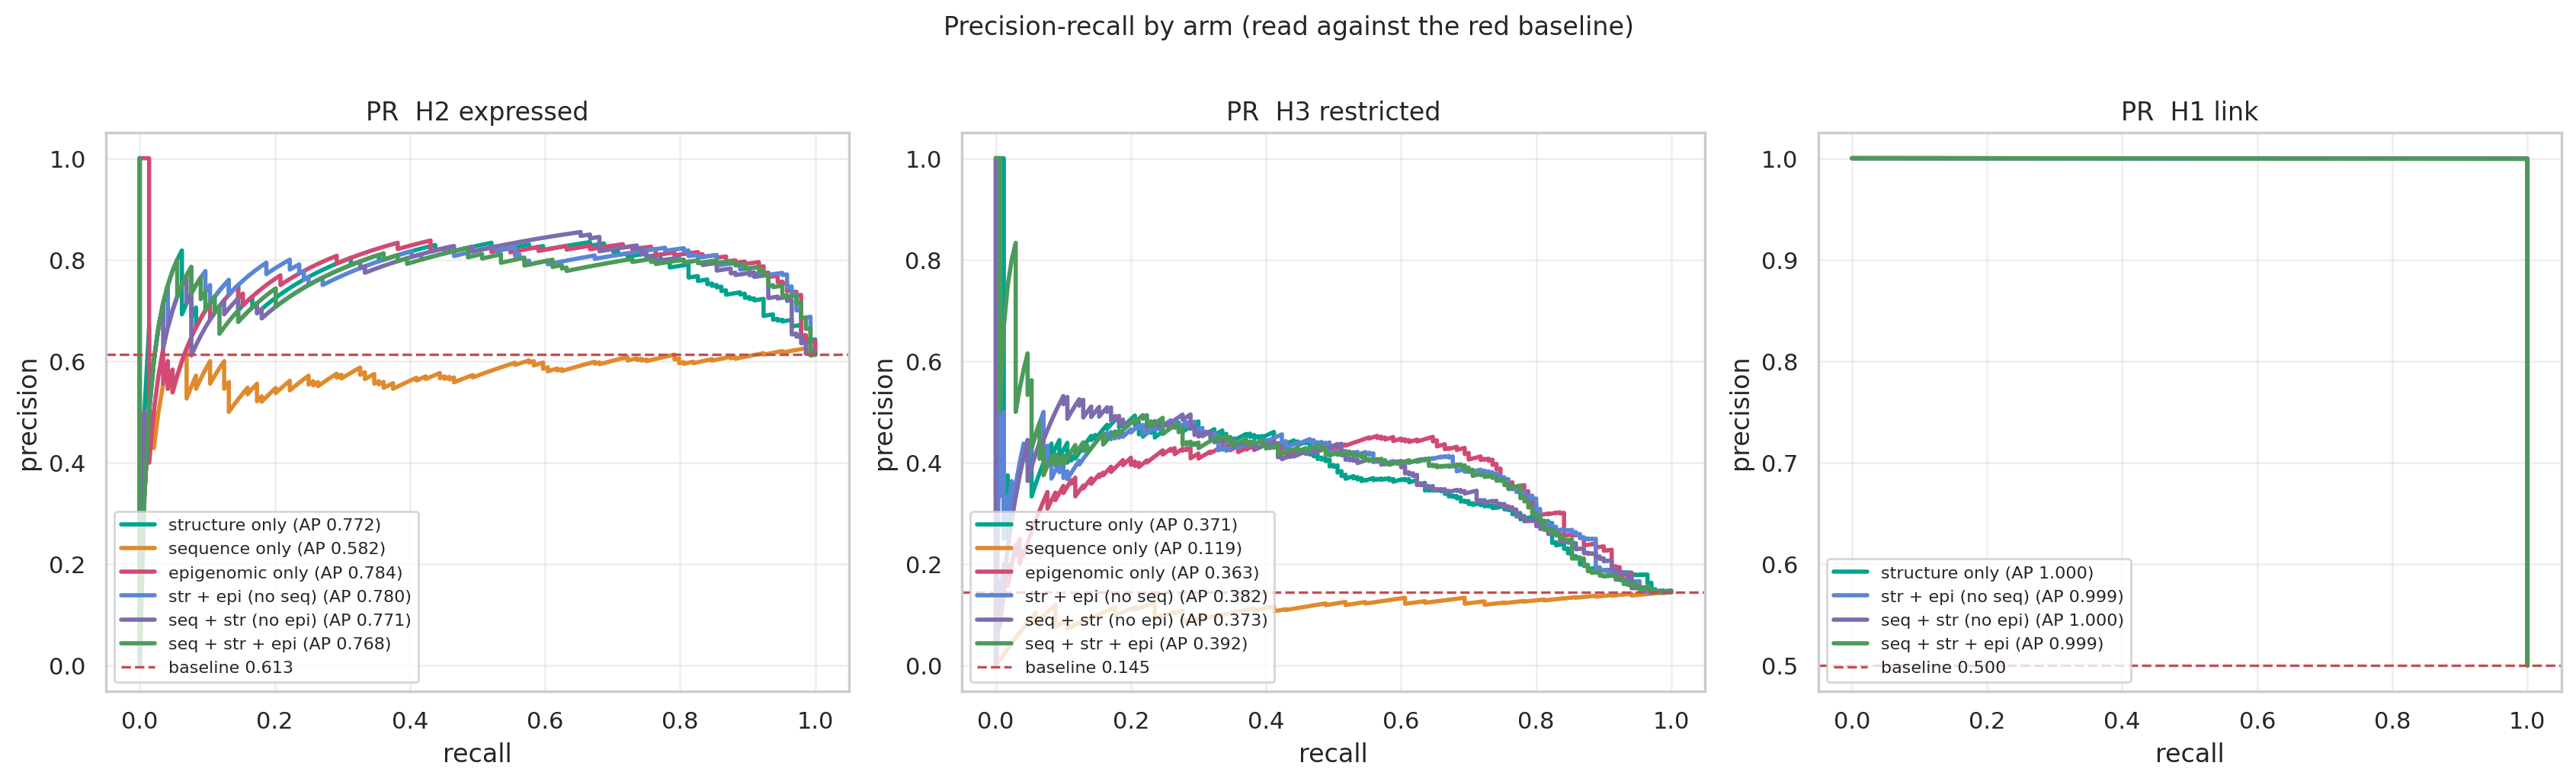 Precision-recall by arm (read against the red baseline)
PR  H2 expressed
precision
1.0
0.8
0.6
0.4
0.2
0.0
structure only (AP 0.772)
sequence only (AP 0.582)
epigenomic only (AP 0.784)
str + epi (no seq) (AP 0.780)
seq + str (no epi) (AP 0.771)
seq + str + epi (AP 0.768)
baseline 0.613
0.0 0.2 0.4 0.6 0.8 1.0
recall
PR  H3 restricted
precision
1.0
0.8
0.6
0.4
0.2
0.0
structure only (AP 0.371)
sequence only (AP 0.119)
epigenomic only (AP 0.363)
str + epi (no seq) (AP 0.382)
seq + str (no epi) (AP 0.373)
seq + str + epi (AP 0.392)
baseline 0.145
0.0 0.2 0.4 0.6 0.8 1.0
recall
PR  H1 link
precision
1.0
0.9
0.8
0.7
0.6
0.5
structure only (AP 1.000)
str + epi (no seq) (AP 0.999)
seq + str (no epi) (AP 1.000)
seq + str + epi (AP 0.999)
baseline 0.500
0.0 0.2 0.4 0.6 0.8 1.0
recall